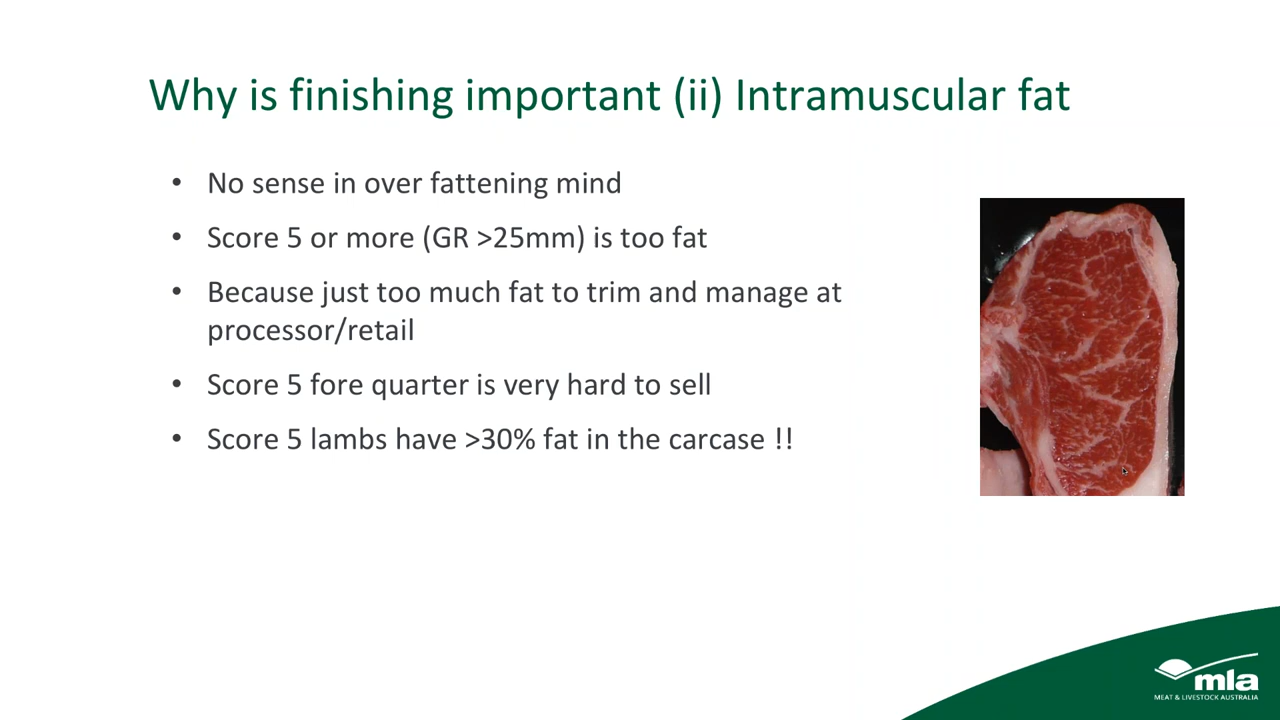 Why is finishing important (ii) Intramuscular fat
• No sense in over fattening mind
• Score 5 or more (GR >25mm) is too fat
• Because just too much fat to trim and manage at
processor/retail
• Score 5 fore quarter is very hard to sell
• Score 5 lambs have >30% fat in the carcase !!
mla
MEAT & LIVESTOCK AUSTRALIA